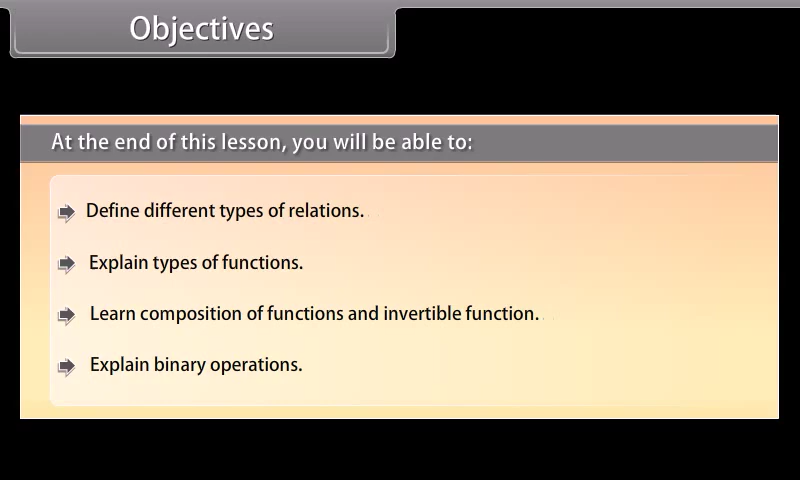 Objectives
At the end of this lesson, you will be able to:
Define different types of relations.
Explain types of functions.
Learn composition of functions and invertible function.
Explain binary operations.